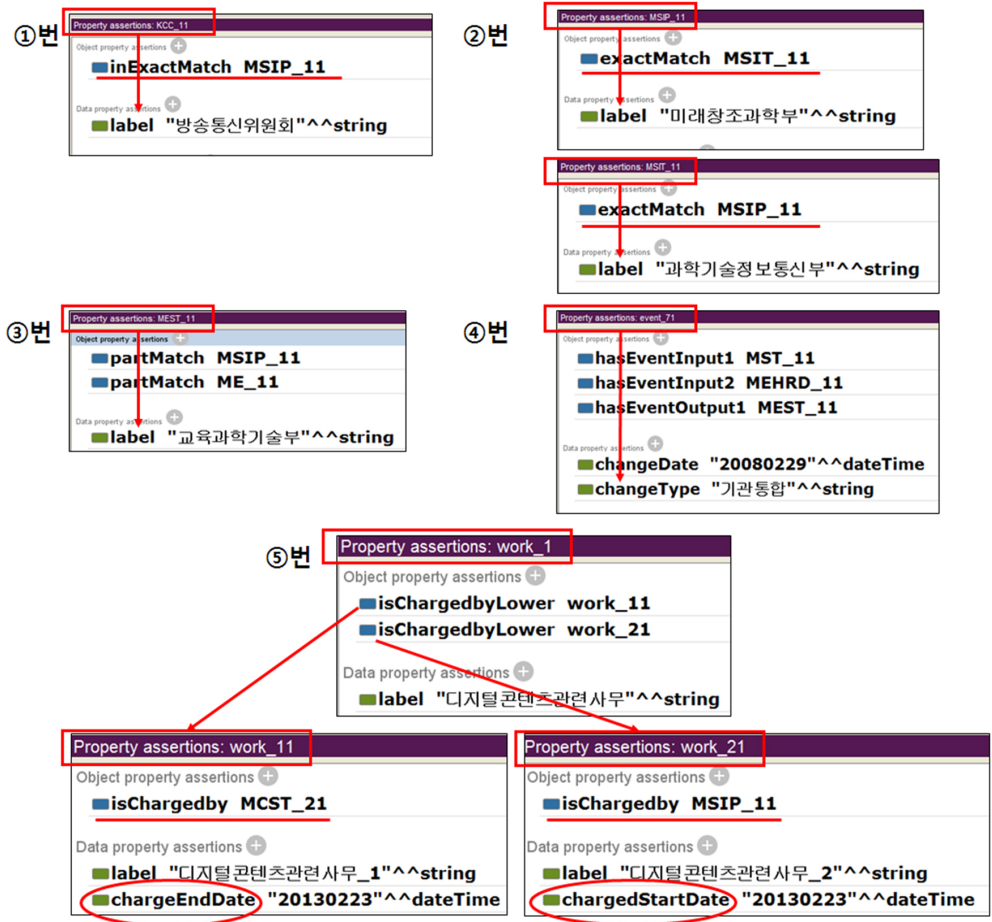 ①번
Property assertions: KCC_11
Object property assertions
inExactMatch MSIP_11
Data property assertions
label "방송통신위원회"^^string
②번
Property assertions: MSIP_11
Object property assertions
exactMatch MSIT_11
Data property assertions
label "미래창조과학부"^^string
Property assertions: MSIT_11
Object property assertions
exactMatch MSIP_11
Data property assertions
label "과학기술정보통신부"^^string
③번
Property assertions: MEST_11
Object property assertions
partMatch MSIP_11
partMatch ME_11
Data property assertions
label "교육과학기술부"^^string
④번
Property assertions: event_71
Object property assertions
hasEventInput1 MST_11
hasEventInput2 MEHRD_11
hasEventOutput1 MEST_11
Data property assertions
changeDate "20080229"^^dateTime
changeType "기관통합"^^string
⑤번
Property assertions: work_1
Object property assertions
isChargedbyLower work_11
isChargedbyLower work_21
Data property assertions
label "디지털콘텐츠관련사무"^^string
Property assertions: work_11
Object property assertions
isChargedby MCST_21
Data property assertions
label "디지털콘텐츠관련사무_1"^^string
chargeEndDate "20130223"^^dateTime
Property assertions: work_21
Object property assertions
isChargedby MSIP_11
Data property assertions
label "디지털콘텐츠관련사무_2"^^string
chargedStartDate "20130223"^^dateTime